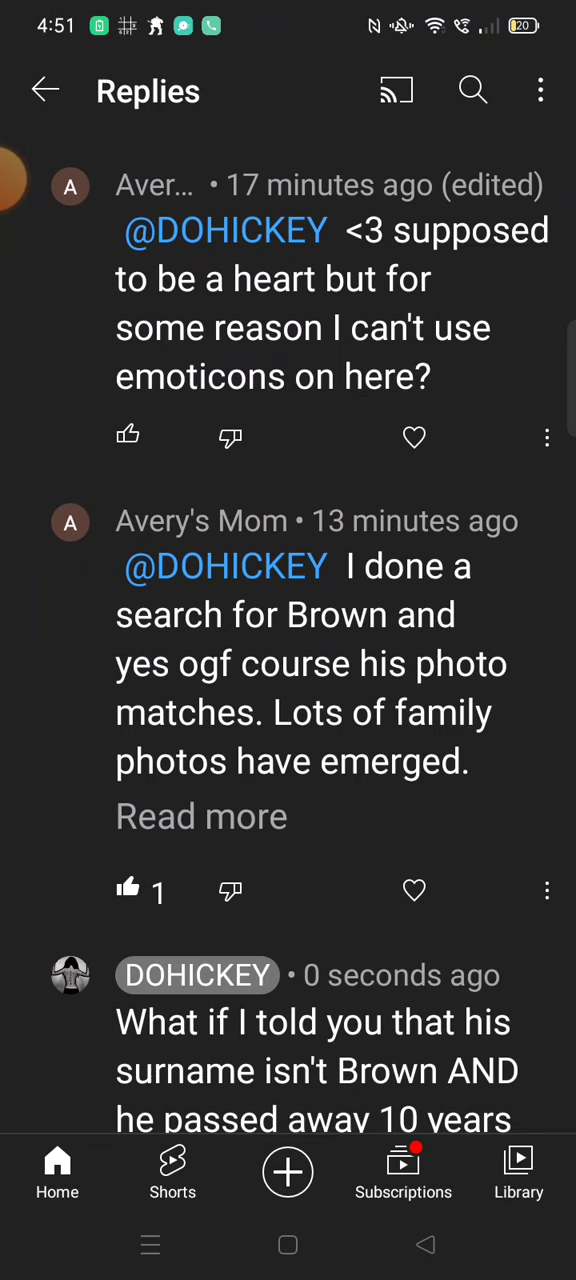 4:51
20
Replies
A
Aver... • 17 minutes ago (edited)
@DOHICKEY <3 supposed
to be a heart but for
some reason I can't use
emoticons on here?
A
Avery's Mom • 13 minutes ago
@DOHICKEY I done a
search for Brown and
yes ogf course his photo
matches. Lots of family
photos have emerged.
Read more
1
DOHICKEY • 0 seconds ago
What if I told you that his
surname isn't Brown AND
he passed away 10 years
Home
Shorts
Subscriptions
Library